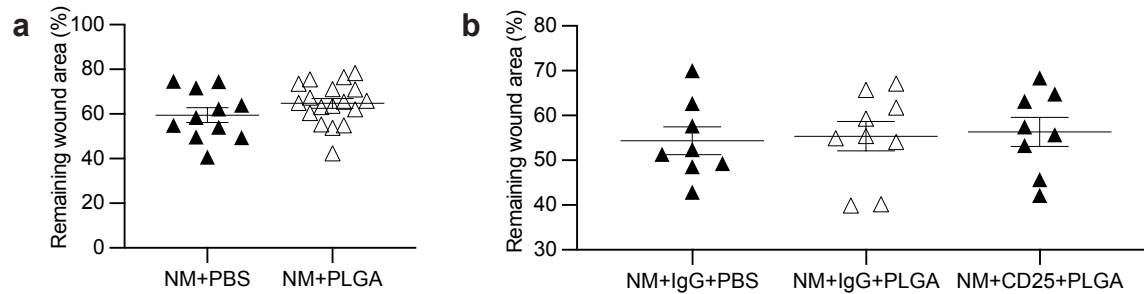 a
Remaining wound area (%)
100
80
60
40
20
0
NM+PBS
NM+PLGA
b
Remaining wound area (%)
80
70
60
50
40
30
NM+IgG+PBS
NM+IgG+PLGA
NM+CD25+PLGA